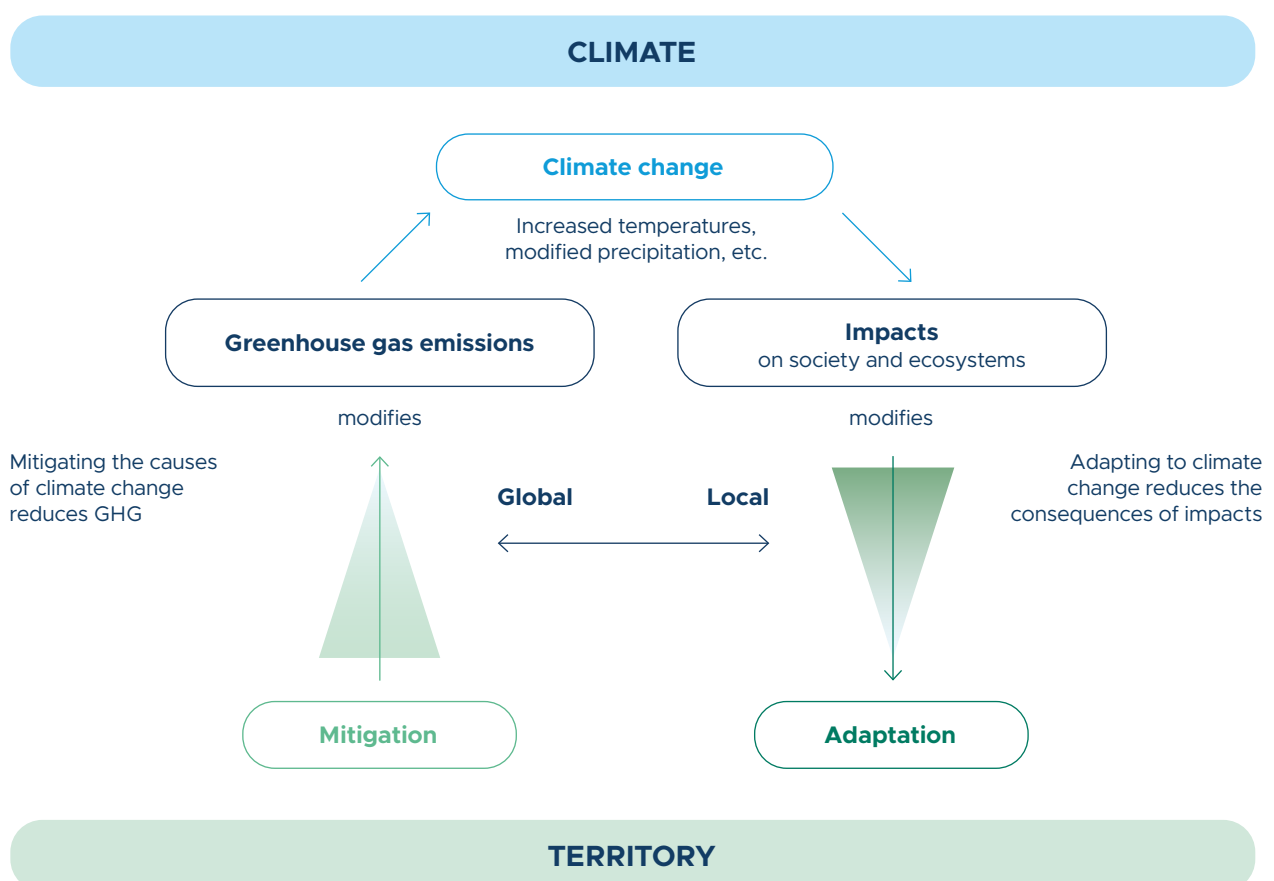 CLIMATE
Climate change
Increased temperatures,
modified precipitation, etc.
Greenhouse gas emissions
Impacts
on society and ecosystems
modifies
modifies
Mitigating the causes
of climate change
reduces GHG
Global
Local
Adapting to climate
change reduces the
consequences of impacts
Mitigation
Adaptation
TERRITORY